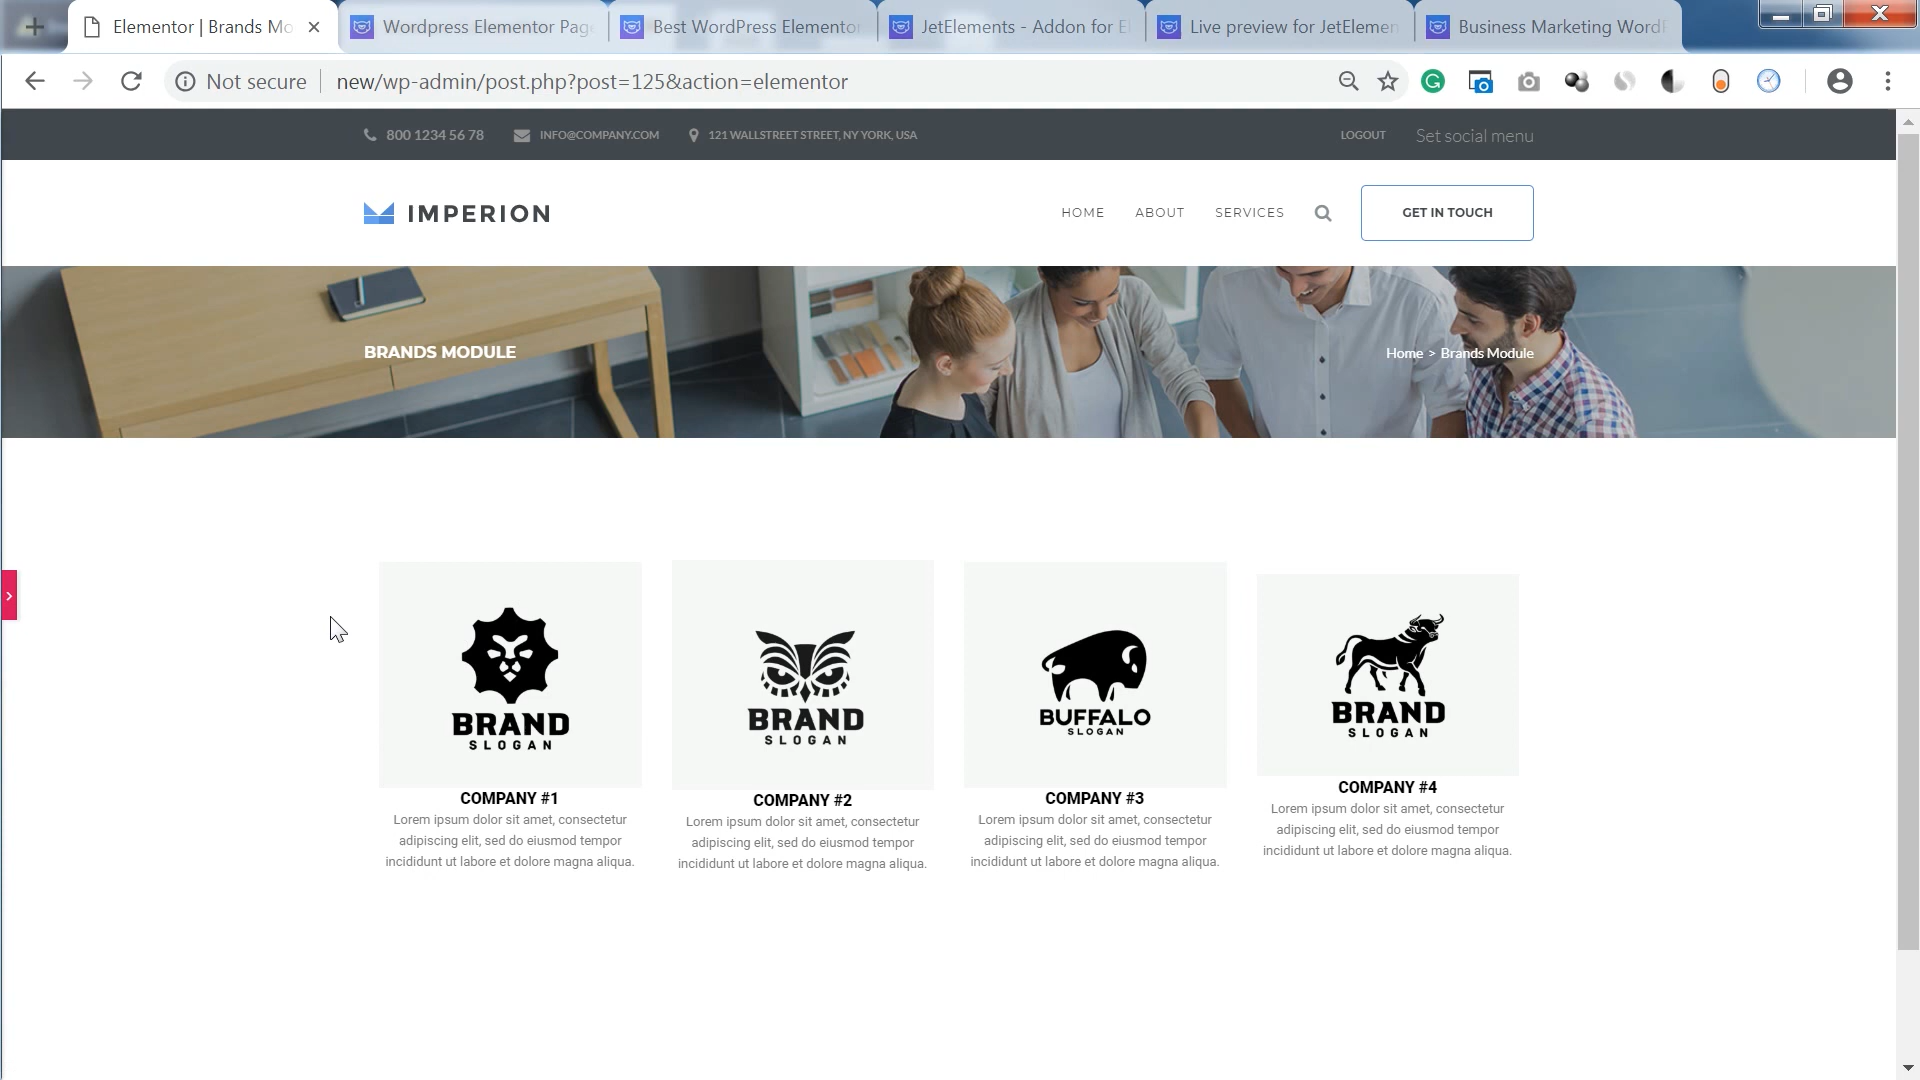 Elementor | Brands Mo
Wordpress Elementor Page
Best WordPress Elementor
JetElements - Addon for El
Live preview for JetElemen
Business Marketing WordP
Not secure
new/wp-admin/post.php?post=125&action=elementor
800 1234 56 78
INFO@COMPANY.COM
121 WALLSTREET STREET, NY YORK, USA
LOGOUT
Set social menu
IMPERION
HOME
ABOUT
SERVICES
GET IN TOUCH
BRANDS MODULE
Home > Brands Module
BRAND
SLOGAN
COMPANY #1
Lorem ipsum dolor sit amet, consectetur
adipiscing elit, sed do eiusmod tempor
incididunt ut labore et dolore magna aliqua.
BRAND
SLOGAN
COMPANY #2
Lorem ipsum dolor sit amet, consectetur
adipiscing elit, sed do eiusmod tempor
incididunt ut labore et dolore magna aliqua.
BUFFALO
SLOGAN
COMPANY #3
Lorem ipsum dolor sit amet, consectetur
adipiscing elit, sed do eiusmod tempor
incididunt ut labore et dolore magna aliqua.
BRAND
SLOGAN
COMPANY #4
Lorem ipsum dolor sit amet, consectetur
adipiscing elit, sed do eiusmod tempor
incididunt ut labore et dolore magna aliqua.